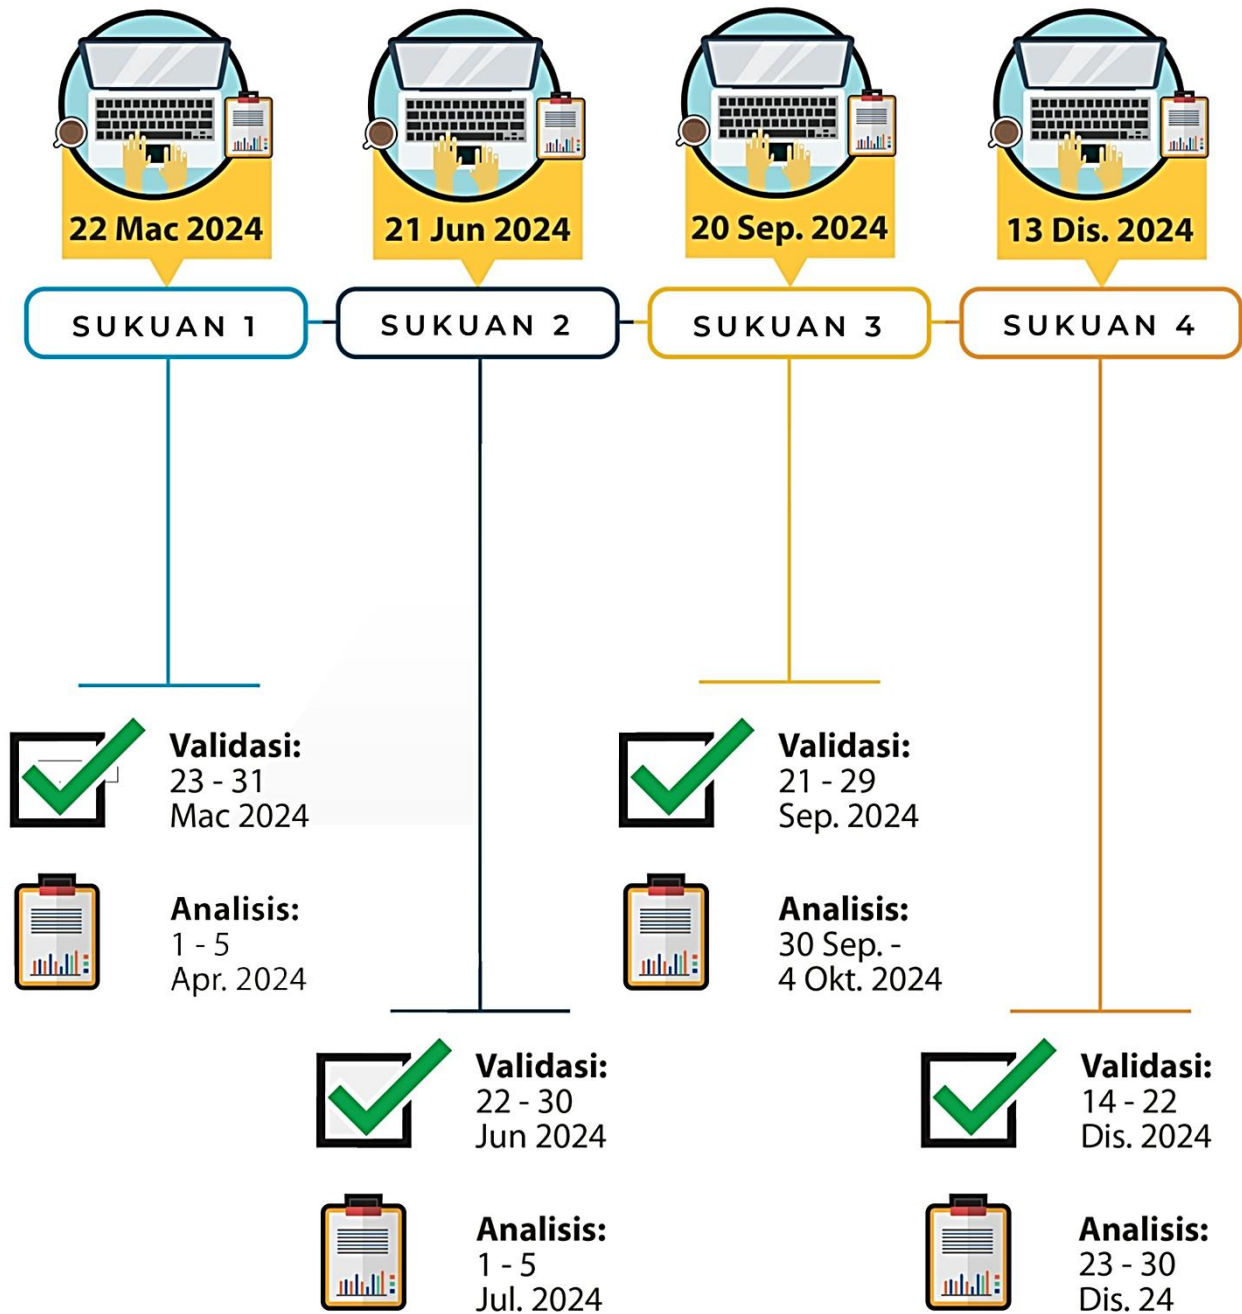 22 Mac 2024
21 Jun 2024
20 Sep. 2024
13 Dis. 2024
SUKUAN 1
SUKUAN 2
SUKUAN 3
SUKUAN 4
Validasi:
23 - 31
Mac 2024
Analisis:
1 - 5
Apr. 2024
Validasi:
22 - 30
Jun 2024
Analisis:
1 - 5
Jul. 2024
Validasi:
21 - 29
Sep. 2024
Analisis:
30 Sep. -
4 Okt. 2024
Validasi:
14 - 22
Dis. 2024
Analisis:
23 - 30
Dis. 24